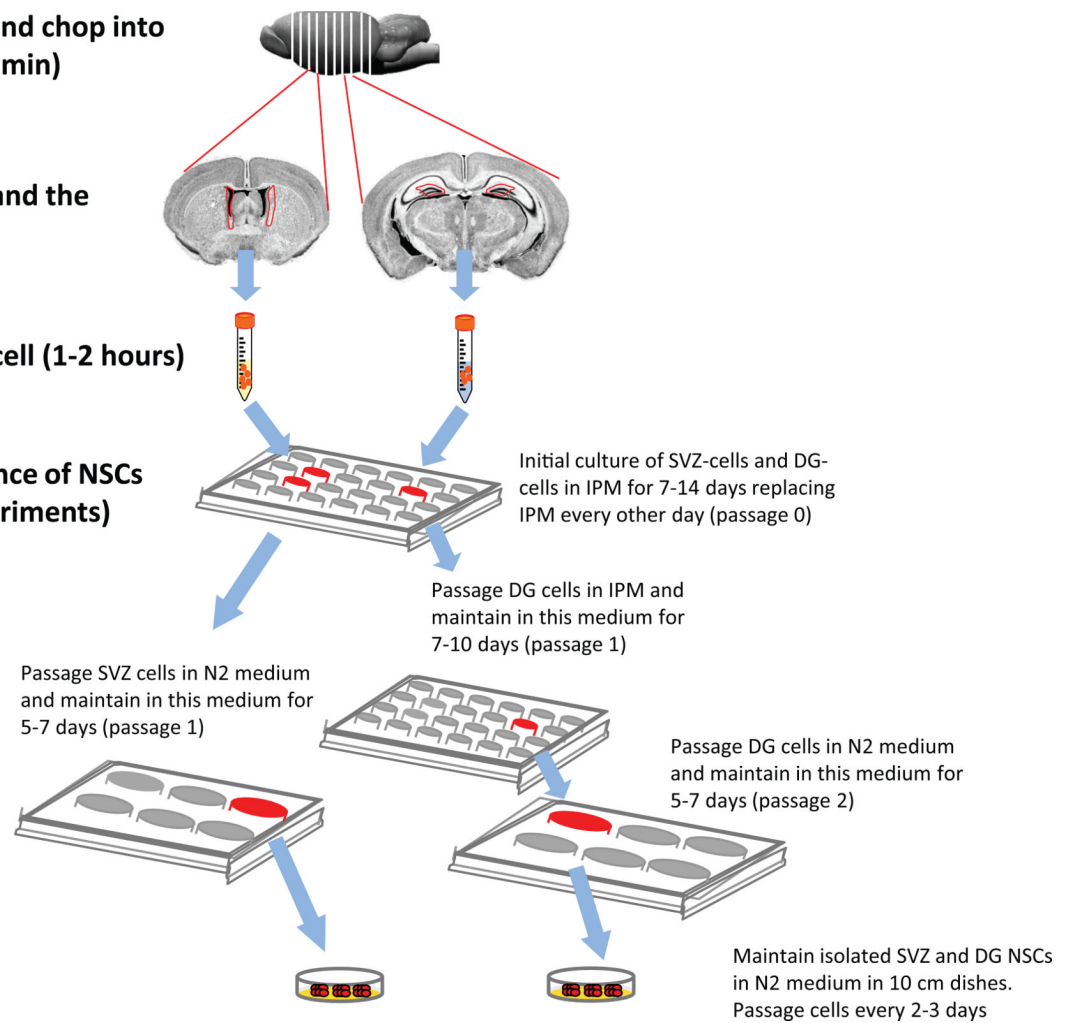 nd chop into
min)
and the
cell (1-2 hours)
nce of NSCs
riments)
Initial culture of SVZ-cells and DG-
cells in IPM for 7-14 days replacing
IPM every other day (passage 0)
Passage DG cells in IPM and
maintain in this medium for
7-10 days (passage 1)
Passage SVZ cells in N2 medium
and maintain in this medium for
5-7 days (passage 1)
Passage DG cells in N2 medium
and maintain in this medium for
5-7 days (passage 2)
Maintain isolated SVZ and DG NSCs
in N2 medium in 10 cm dishes.
Passage cells every 2-3 days